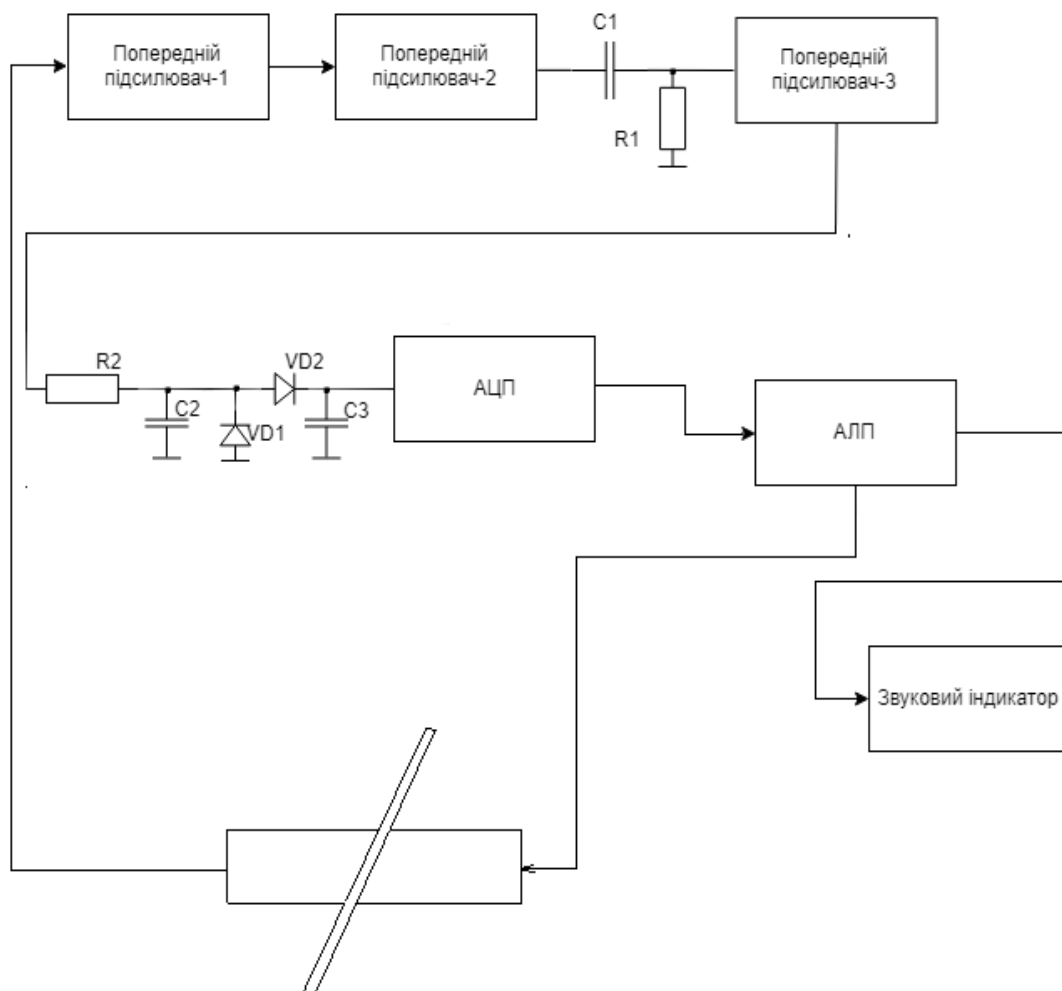 Попередній
підсилювач-1
Попередній
підсилювач-2
C1
R1
Попередній
підсилювач-3
R2
C2
VD1
VD2
C3
АЦП
АЛП
Звуковий індикатор